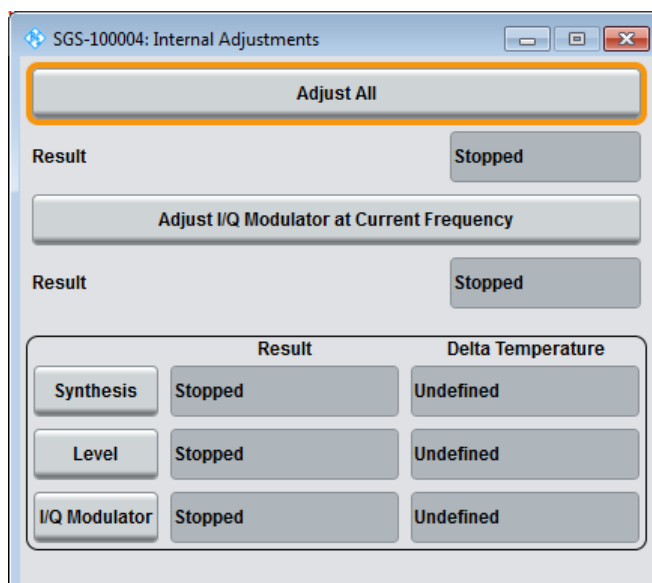 SGS-100004: Internal Adjustments
Adjust All
Result Stopped
Adjust I/Q Modulator at Current Frequency
Result Stopped
Result Delta Temperature
Synthesis Stopped Undefined
Level Stopped Undefined
I/Q Modulator Stopped Undefined